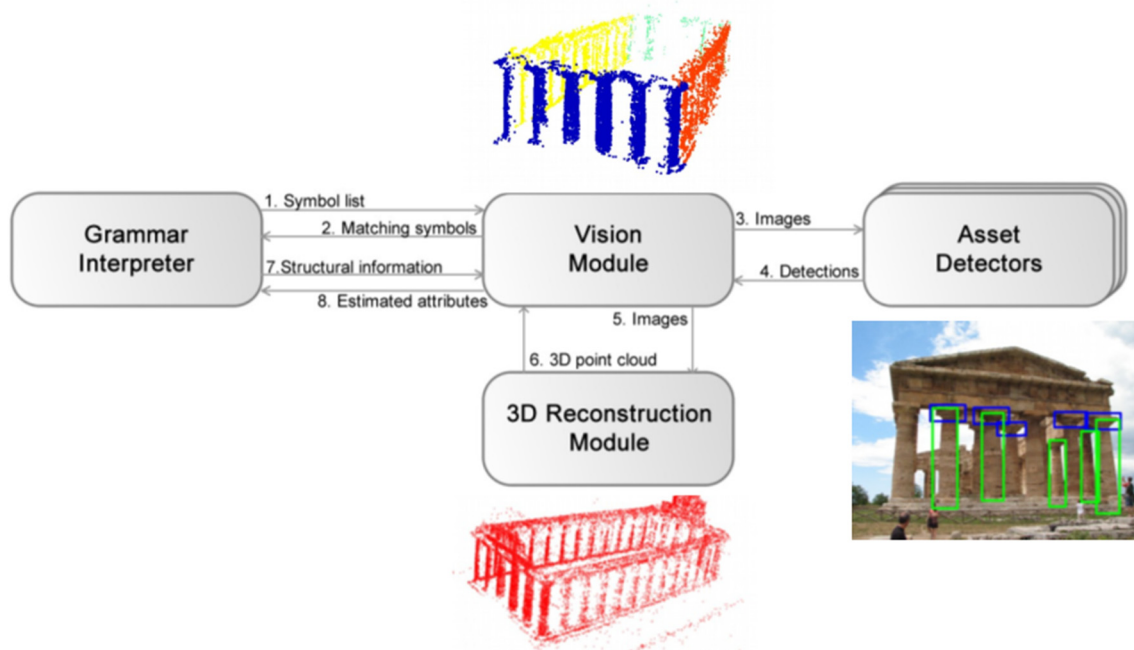 Grammar
Interpreter
1. Symbol list
2. Matching symbols
7.Structural information
8. Estimated attributes
Vision
Module
3. Images
4. Detections
Asset
Detectors
5. Images
6. 3D point cloud
3D Reconstruction
Module